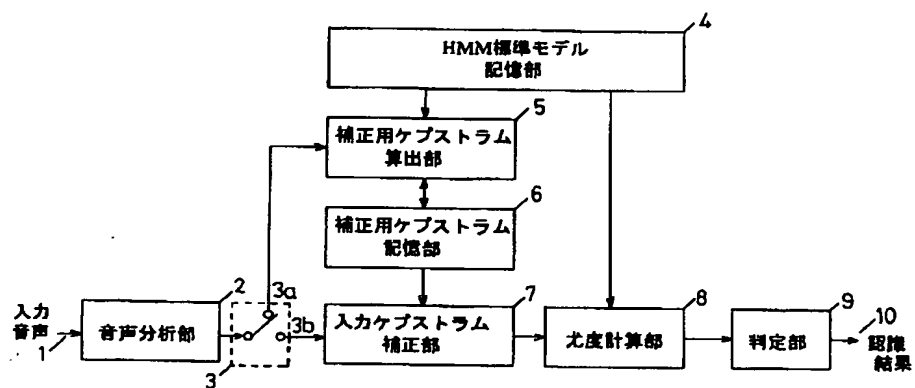 4
HMM標準モデル
記憶部
5
補正用ケプストラム
算出部
6
補正用ケプストラム
記憶部
入力
音声
1
2
音声分析部
3a
3b
3
7
入力ケプストラム
補正部
8
尤度計算部
9
判定部
10
認識
結果